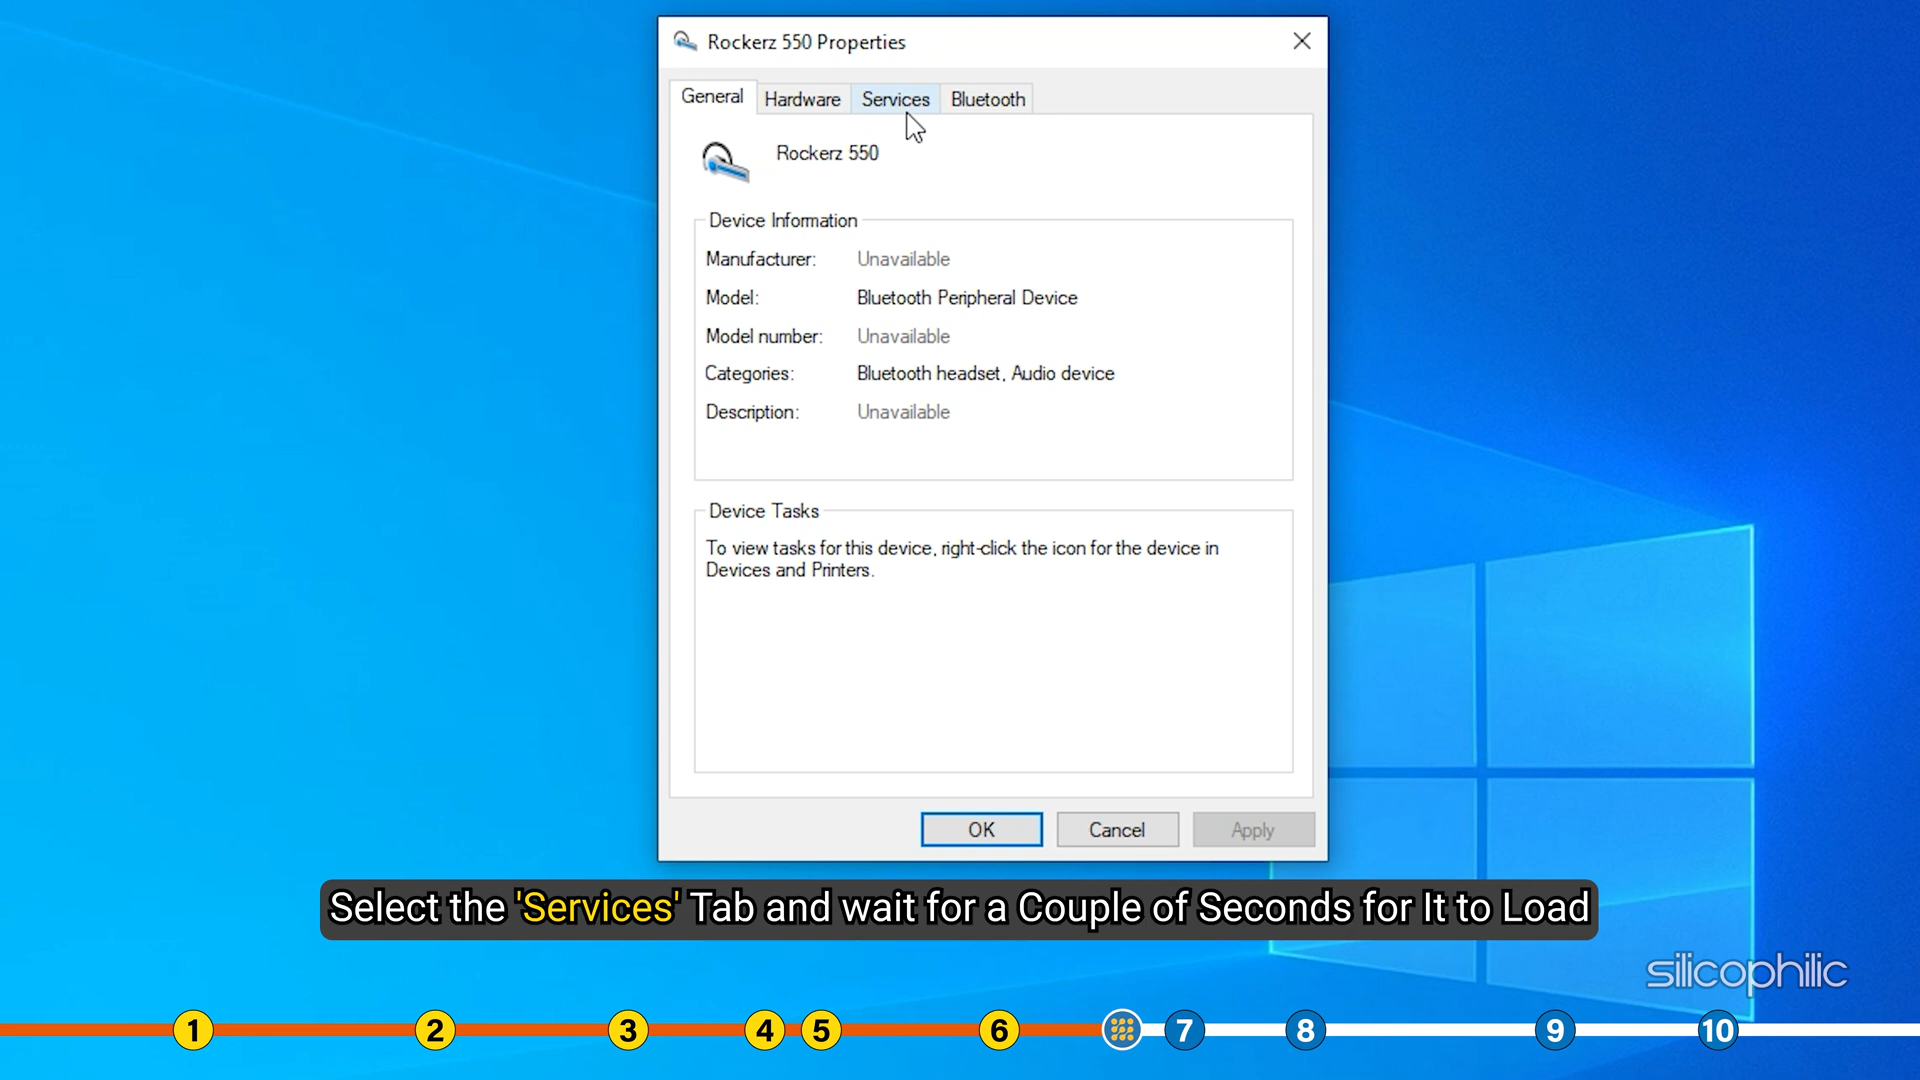 Rockerz 550 Properties
General Hardware Services Bluetooth
Rockerz 550
Device Information
Manufacturer: Unavailable
Model: Bluetooth Peripheral Device
Model number: Unavailable
Categories: Bluetooth headset, Audio device
Description: Unavailable
Device Tasks
To view tasks for this device, right-click the icon for the device in
Devices and Printers.
OK Cancel Apply
Select the 'Services' Tab and wait for a Couple of Seconds for It to Load
silicophilic
1 2 3 4 5 6 7 8 9 10